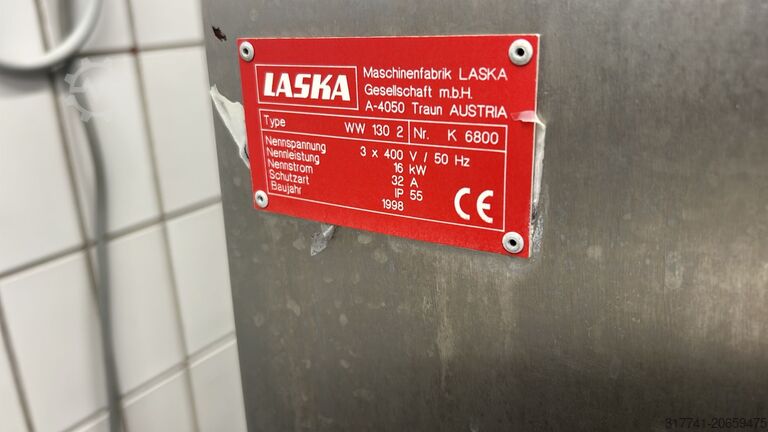 LASKA
Maschinenfabrik LASKA
Gesellschaft m.b.H.
A-4050 Traun AUSTRIA
Type WW 130 2 Nr. K 6800
Nennspannung 3 x 400 V / 50 Hz
Nennleistung 16 kW
Nennstrom 32 A
Schutzart IP 55
Baujahr 1998
CE
317741-20659475